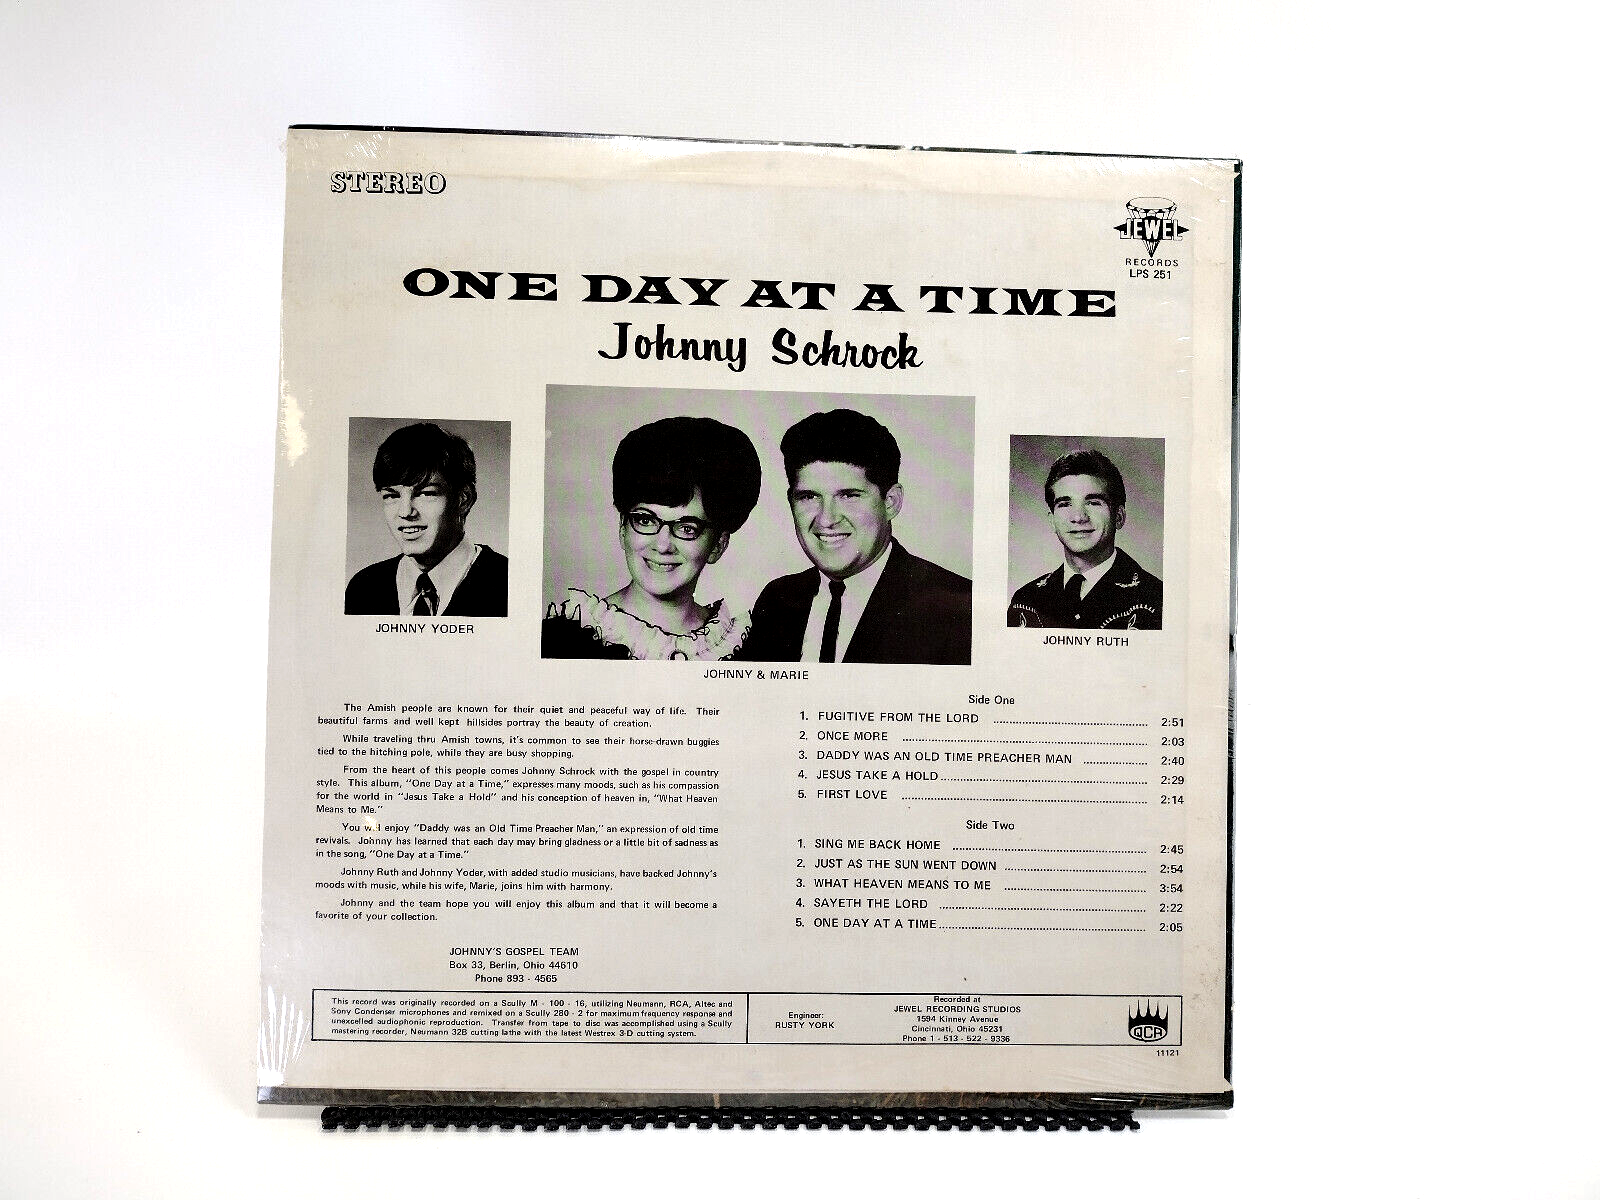 STEREO
JEWEL
RECORDS
LPS 251
ONE DAY AT A TIME
Johnny Schrock
JOHNNY YODER
JOHNNY & MARIE
JOHNNY RUTH
The Amish people are known for their quiet and peaceful way of life. Their
beautiful farms and well kept hillsides portray the beauty of creation.
While traveling thru Amish towns, it's common to see their horse-drawn buggies
tied to the hitching pole, while they are busy shopping.
From the heart of this people comes Johnny Schrock with the gospel in country
style. This album, "One Day at a Time," expresses many moods, such as his compassion
for the world in "Jesus Take a Hold" and his conception of heaven in, "What Heaven
Means to Me."
You will enjoy "Daddy was an Old Time Preacher Man," an expression of old time
revivals. Johnny has learned that each day may bring gladness or a little bit of sadness as
in the song, "One Day at a Time."
Johnny Ruth and Johnny Yoder, with added studio musicians, have backed Johnny's
moods with music, while his wife, Marie, joins him with harmony.
Johnny and the team hope you will enjoy this album and that it will become a
favorite of your collection.
JOHNNY'S GOSPEL TEAM
Box 33, Berlin, Ohio 44610
Phone 893 - 4565
Side One
1. FUGITIVE FROM THE LORD 2:51
2. ONCE MORE 2:03
3. DADDY WAS AN OLD TIME PREACHER MAN 2:40
4. JESUS TAKE A HOLD 2:29
5. FIRST LOVE 2:14
Side Two
1. SING ME BACK HOME 2:45
2. JUST AS THE SUN WENT DOWN 2:54
3. WHAT HEAVEN MEANS TO ME 3:54
4. SAYETH THE LORD 2:22
5. ONE DAY AT A TIME 2:05
This record was originally recorded on a Scully M - 100 - 16, utilizing Neumann, RCA, Altec and
Sony Condenser microphones and remixed on a Scully 280 - 2 for maximum frequency response and
unexcelled audiophonic reproduction. Transfer from tape to disc was accomplished using a Scully
mastering recorder, Neumann 32B cutting lathe with the latest Westrex 3-D cutting system.
Engineer:
RUSTY YORK
Recorded at
JEWEL RECORDING STUDIOS
1594 Kinney Avenue
Cincinnati, Ohio 45231
Phone 1 - 513 - 522 - 9336
QCA
11121